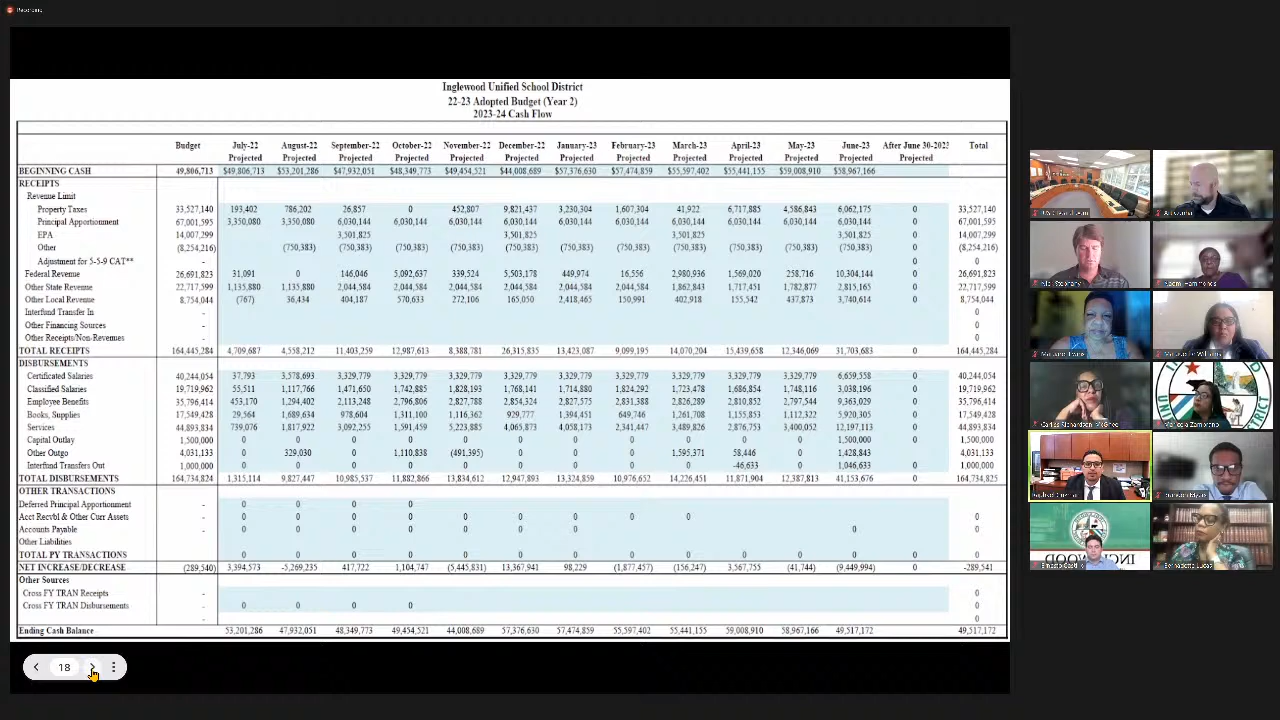 Recording
Inglewood Unified School District
22-23 Adopted Budget (Year 2)
2023-24 Cash Flow
Budget July-22 August-22 September-22 October-22 November-22 December-22 January-23 February-23 March-23 April-23 May-23 June-23 After June 30-2023 Total
Projected Projected Projected Projected Projected Projected Projected Projected Projected Projected Projected Projected Projected
BEGINNING CASH 49,806,713 $49,806,713 $53,201,286 $47,932,051 $48,349,773 $49,454,521 $44,008,689 $57,376,630 $57,474,859 $55,597,402 $55,441,155 $59,008,910 $58,967,166
RECEIPTS
Revenue Limit
Property Taxes 33,527,140 193,402 786,202 26,857 0 452,807 9,821,437 3,230,304 1,607,304 41,922 6,717,885 4,586,843 6,062,175 0 33,527,140
Principal Apportionment 67,001,595 3,350,080 3,350,080 6,030,144 6,030,144 6,030,144 6,030,144 6,030,144 6,030,144 6,030,144 6,030,144 6,030,144 6,030,144 0 67,001,595
EPA 14,007,299 3,501,825 3,501,825 3,501,825 3,501,825 0 14,007,299
Other (8,254,216) (750,383) (750,383) (750,383) (750,383) (750,383) (750,383) (750,383) (750,383) (750,383) (750,383) (750,383) 0 (8,254,216)
Adjustment for 5-5-9 CAT** - 0 0
Federal Revenue 26,691,823 31,091 0 146,046 5,092,637 339,524 5,503,178 449,974 16,556 2,980,936 1,569,020 258,716 10,304,144 0 26,691,823
Other State Revenue 22,717,599 1,135,880 1,135,880 2,044,584 2,044,584 2,044,584 2,044,584 2,044,584 2,044,584 1,862,843 1,717,451 1,782,877 2,815,165 0 22,717,599
Other Local Revenue 8,754,044 (767) 36,434 404,187 570,633 272,106 165,050 2,418,465 150,991 402,918 155,542 437,873 3,740,614 0 8,754,044
Interfund Transfer In - 0
Other Financing Sources - 0
Other Receipts/Non-Revenues - 0
TOTAL RECEIPTS 164,445,284 4,709,687 4,558,212 11,403,259 12,987,613 8,388,781 26,315,835 13,423,087 9,099,195 14,070,204 15,439,658 12,346,069 31,703,683 0 164,445,284
DISBURSEMENTS
Certificated Salaries 40,244,054 37,793 3,578,693 3,329,779 3,329,779 3,329,779 3,329,779 3,329,779 3,329,779 3,329,779 3,329,779 3,329,779 6,659,558 0 40,244,054
Classified Salaries 19,719,962 55,511 1,117,766 1,471,650 1,742,885 1,828,193 1,768,141 1,714,880 1,824,292 1,723,478 1,686,854 1,748,116 3,038,196 0 19,719,962
Employee Benefits 35,796,414 453,170 1,294,402 2,113,248 2,796,806 2,827,788 2,854,324 2,827,575 2,831,388 2,826,289 2,810,852 2,797,544 9,363,029 0 35,796,414
Books, Supplies 17,549,428 29,564 1,689,634 978,604 1,311,100 1,116,362 929,777 1,394,451 649,746 1,261,708 1,155,853 1,112,322 5,920,305 0 17,549,428
Services 44,893,834 739,076 1,817,922 3,092,255 1,591,459 5,223,885 4,065,873 4,058,173 2,341,447 3,489,826 2,876,753 3,400,052 12,197,113 0 44,893,834
Capital Outlay 1,500,000 0 0 0 0 0 0 0 0 0 0 0 1,500,000 0 1,500,000
Other Outgo 4,031,133 0 329,030 0 1,110,838 (491,395) 0 0 0 1,595,371 58,446 0 1,428,843 4,031,133
Interfund Transfers Out 1,000,000 0 0 0 0 0 0 0 0 0 -46,633 0 1,046,633 0 1,000,000
TOTAL DISBURSEMENTS 164,734,824 1,315,114 9,827,447 10,985,537 11,882,866 13,834,612 12,947,893 13,324,859 10,976,652 14,226,451 11,871,904 12,387,813 41,153,676 0 164,734,825
OTHER TRANSACTIONS
Deferred Principal Apportionment - 0 0 0 0 0
Acct Recvbl & Other Curr Assets - 0 0 0 0 0 0 0 0 0 0
Accounts Payable - 0 0 0 0 0 0 0 0 0
Other Liabilities 0
TOTAL PY TRANSACTIONS - 0 0 0 0 0 0 0 0 0 0 0 0 0 0
NET INCREASE/DECREASE (289,540) 3,394,573 -5,269,235 417,722 1,104,747 (5,445,831) 13,367,941 98,229 (1,877,457) (156,247) 3,567,755 (41,744) (9,449,994) 0 -289,541
Other Sources
Cross FY TRAN Receipts - 0
Cross FY TRAN Disbursements - 0 0 0 0 0
- 0
Ending Cash Balance 53,201,286 47,932,051 48,349,773 49,454,521 44,008,689 57,376,630 57,474,859 55,597,402 55,441,155 59,008,910 58,967,166 49,517,172 49,517,172
18
Margaret Evans
Marguerite Williams
Carliss Richardson-McGhee
Maricela Zambrano
Ernesto Castillo
Bernadette Lucas